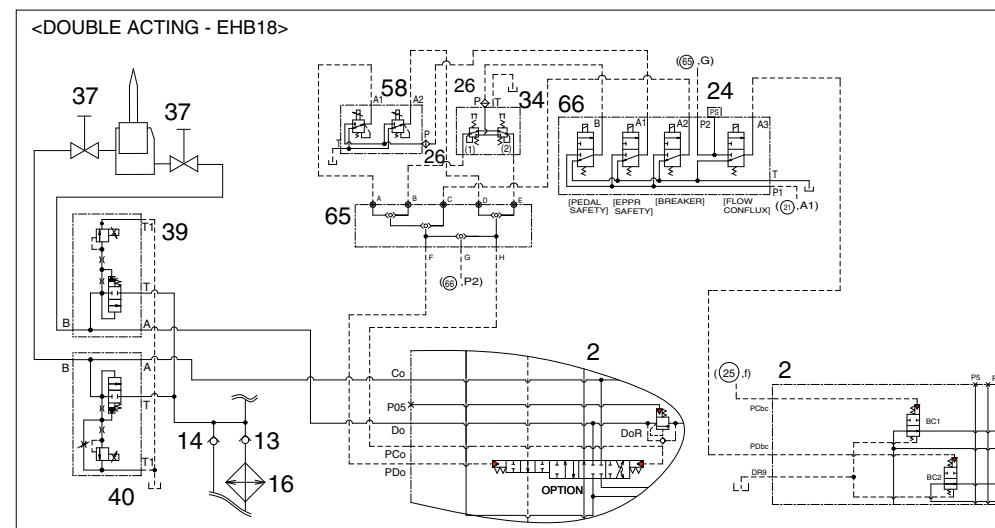 <DOUBLE ACTING - EHB18>
37
37
58
A1
A2
T
P
26
26
P
T
34
(1)
(2)
66
B
A1
A2
(65 ,G)
24
PS
P2
A3
T
P1
[PEDAL SAFETY]
[EPPR SAFETY]
[BREAKER]
[FLOW CONFLUX]
(21 ,A1)
65
A
B
C
D
E
F
G
H
(66 ,P2)
39
T1
T
B
A
B
A
T
T1
40
14
13
16
2
Co
P05
Do
PCo
PDo
DoR
OPTION
(25 ,f)
2
P5
PCbc
BC1
PDbc
DR9
BC2